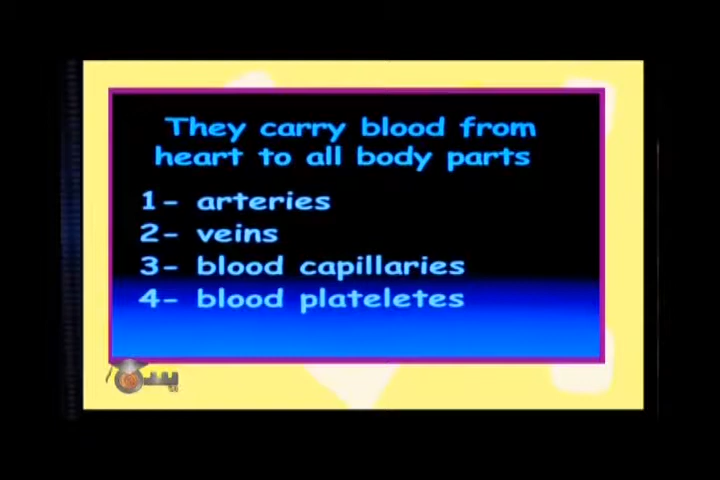 They carry blood from
heart to all body parts
1- arteries
2- veins
3- blood capillaries
4- blood plateletes